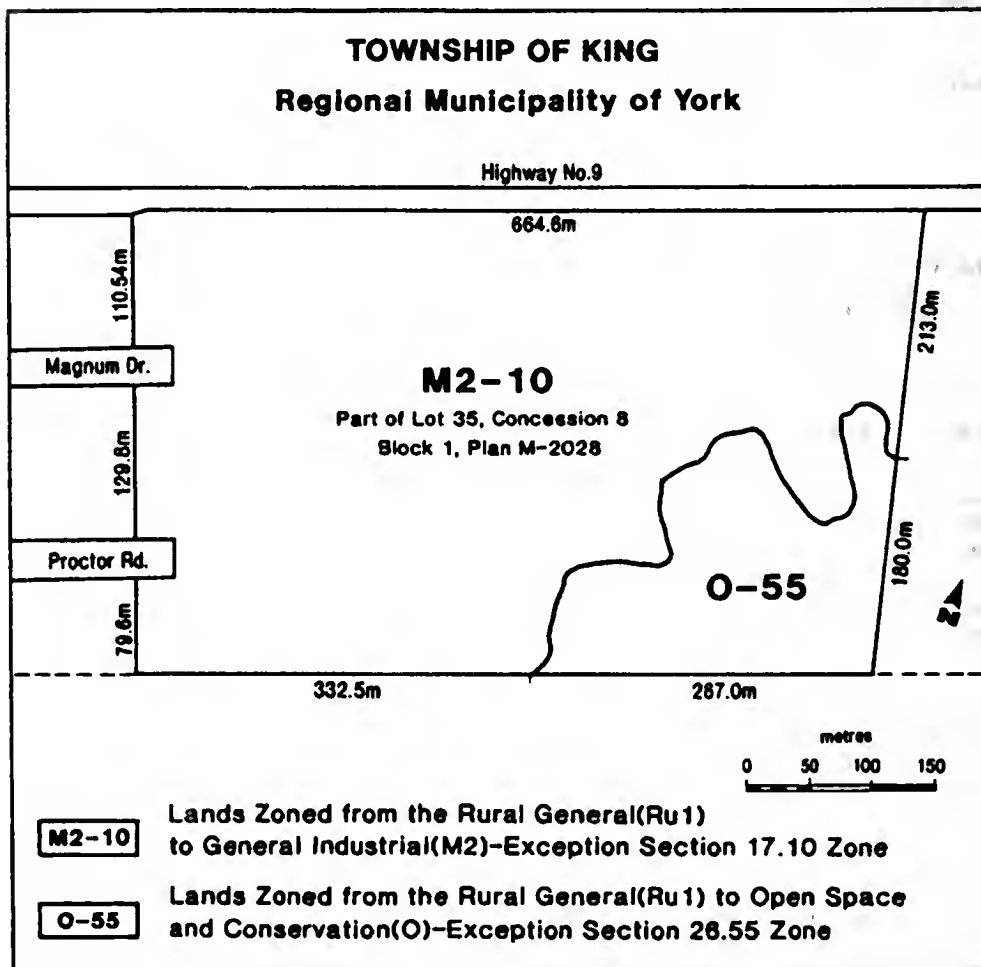 TOWNSHIP OF KING
Regional Municipality of York
Highway No.9
664.6m
110.54m
213.0m
Magnum Dr.
M2-10
Part of Lot 35, Concession 8
Block 1, Plan M-2028
129.6m
Proctor Rd.
O-55
180.0m
N
79.6m
332.5m
287.0m
metres
0 50 100 150
M2-10
Lands Zoned from the Rural General(Ru1)
to General Industrial(M2)-Exception Section 17.10 Zone
O-55
Lands Zoned from the Rural General(Ru1) to Open Space
and Conservation(O)-Exception Section 26.55 Zone